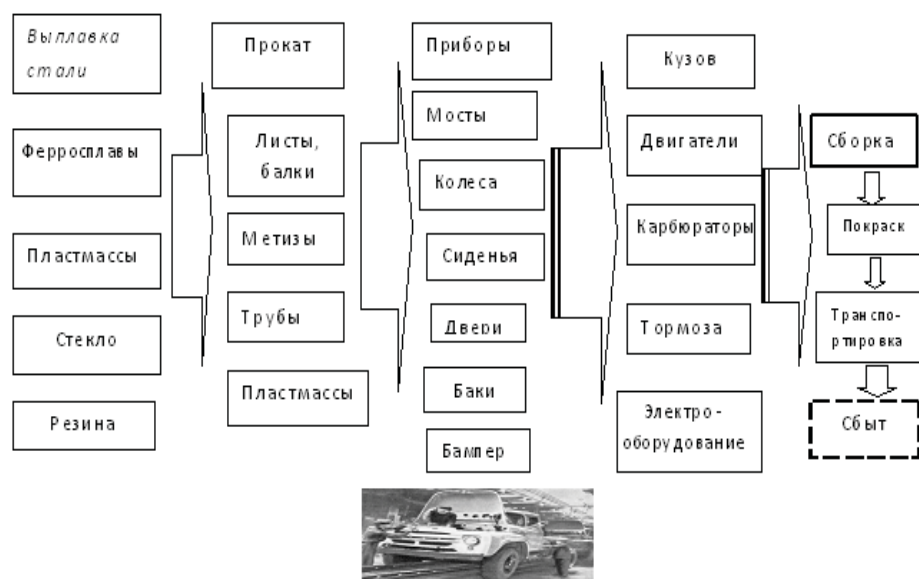 Выплавка
стали
Ферросплавы
Пластмассы
Стекло
Резина
Прокат
Листы,
балки
Метизы
Трубы
Пластмассы
Приборы
Мосты
Колеса
Сиденья
Двери
Баки
Бампер
Кузов
Двигатели
Карбюраторы
Тормоза
Электро-
оборудование
Сборка
Покраск
Транспо-
ртировка
Сбыт